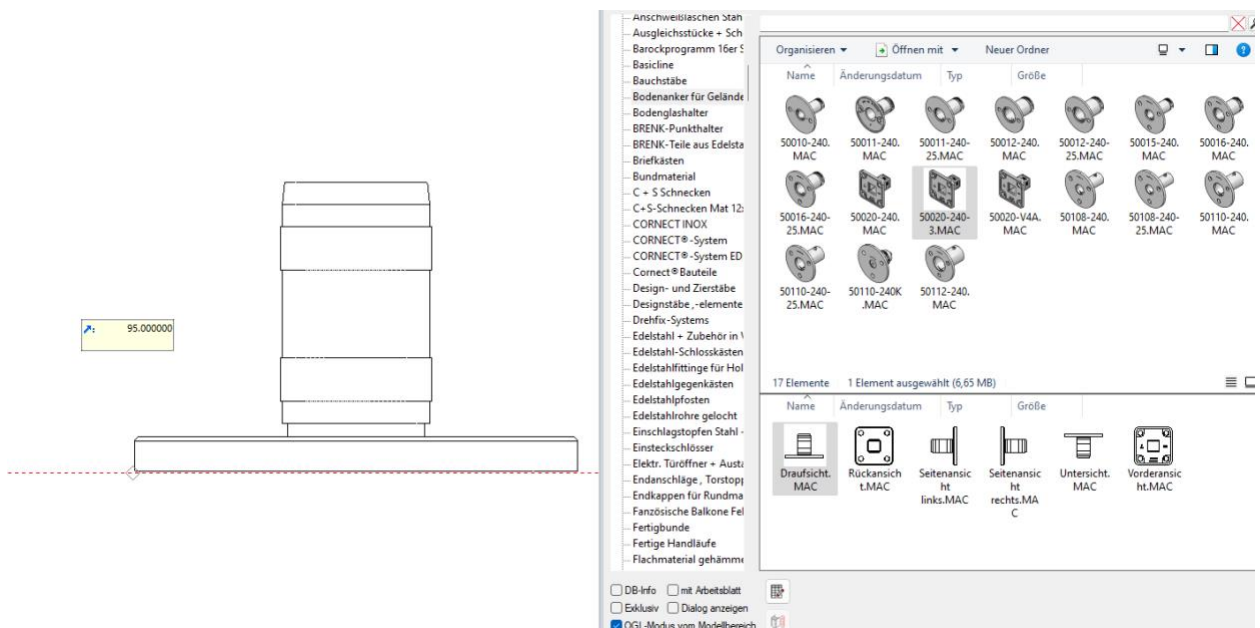 95.000000
Anschweißlaschen Stah
Ausgleichsstücke + Sch
Barockprogramm 16er S
Basicline
Bauchstäbe
Bodenanker für Gelände
Bodenglashalter
BRENK-Punkthalter
BRENK-Teile aus Edelsta
Briefkästen
Bundmaterial
C + S Schnecken
C+S-Schnecken Mat 12x
CORNECT INOX
CORNECT®-System
CORNECT®-System ED
Cornect®Bauteile
Design- und Zierstäbe
Designstäbe ,-elemente
Drehfix-Systems
Edelstahl + Zubehör in V
Edelstahl-Schlosskästen
Edelstahlfittinge für Hol
Edelstahlgegenkästen
Edelstahlpfosten
Edelstahlrohre gelocht
Einschlagstopfen Stahl -
Einsteckschlösser
Elektr. Türöffner + Austa
Endanschläge , Torstopp
Endkappen für Rundma
Fanzösische Balkone Fel
Fertigbunde
Fertige Handläufe
Flachmaterial gehämme
DB-Info mit Arbeitsblatt
Exklusiv Dialog anzeigen
OGL-Modus vom Modellbereich
Organisieren Öffnen mit Neuer Ordner
Name Änderungsdatum Typ Größe
50010-240. 50011-240. 50011-240- 50012-240. 50012-240- 50015-240. 50016-240.
MAC MAC 25.MAC MAC 25.MAC MAC MAC
50016-240- 50020-240. 50020-240- 50020-V4A. 50108-240. 50108-240- 50110-240.
25.MAC MAC 3.MAC MAC MAC 25.MAC MAC
50110-240- 50110-240K 50112-240.
25.MAC .MAC MAC
17 Elemente 1 Element ausgewählt (6,65 MB)
Name Änderungsdatum Typ Größe
Draufsicht. Rückansich Seitenansic Seitenansic Untersicht. Vorderansic
MAC t.MAC ht ht MAC ht.MAC
links.MAC rechts.MA
C